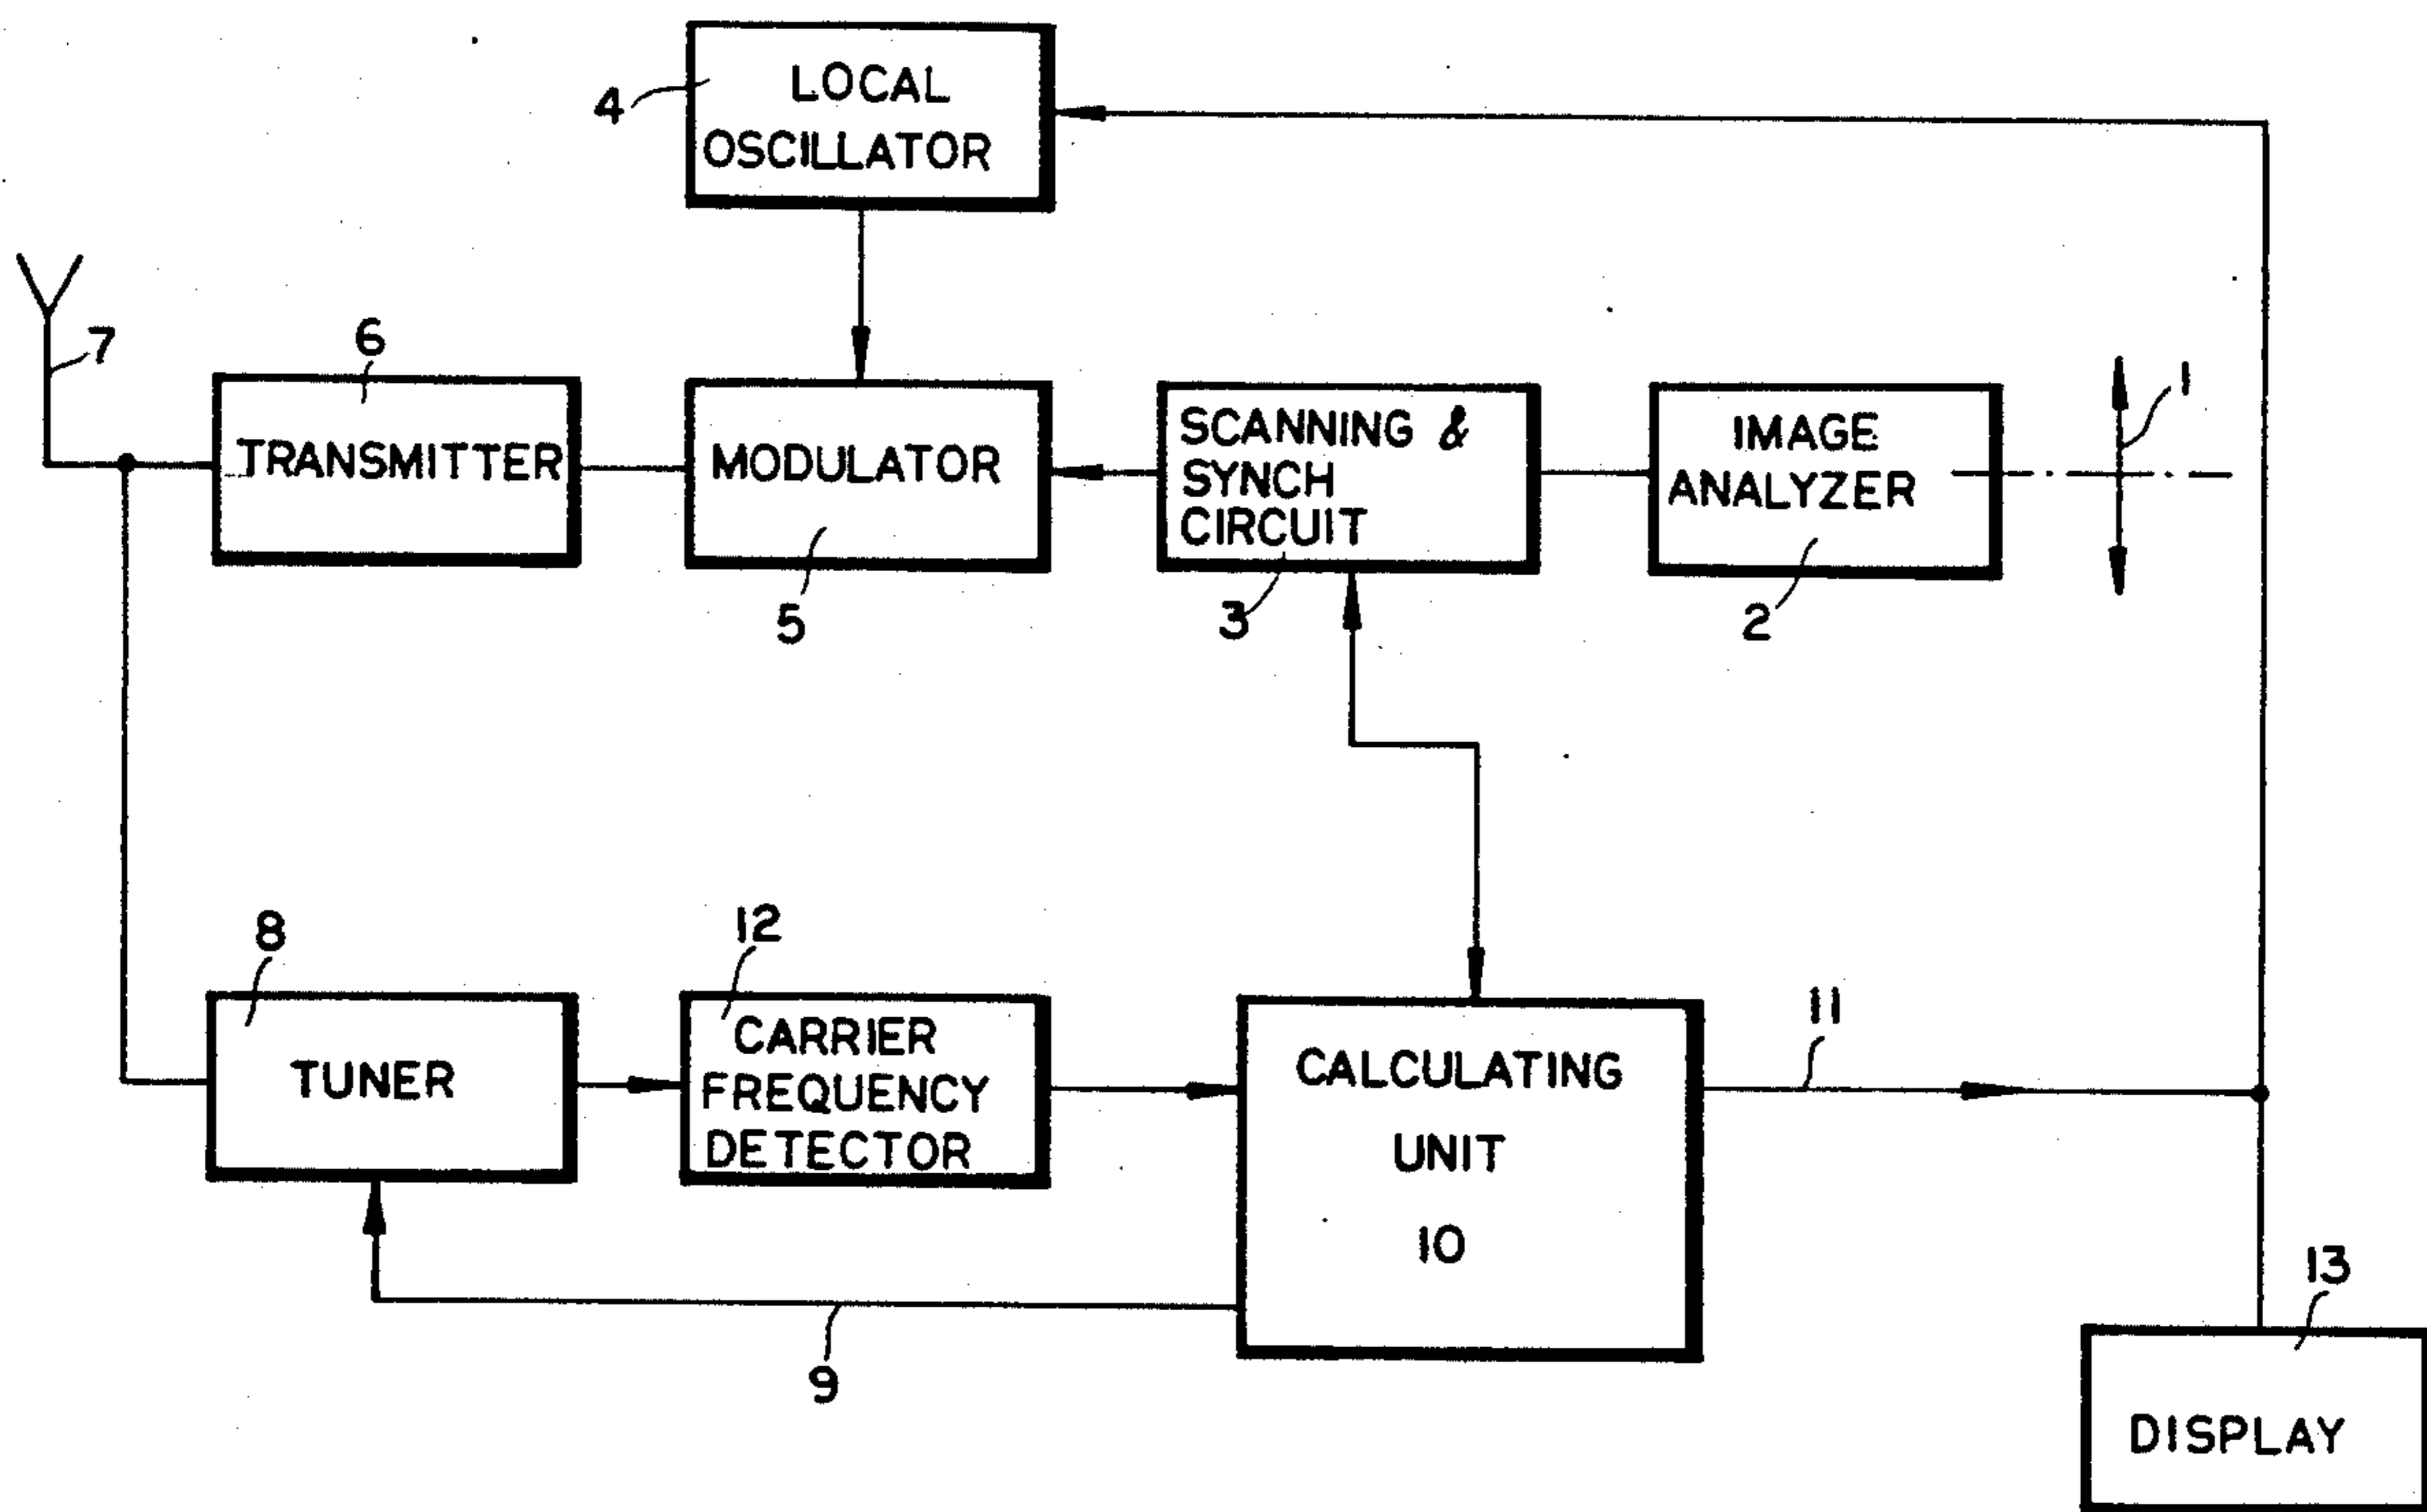 4
LOCAL
OSCILLATOR
7
6
TRANSMITTER
MODULATOR
5
SCANNING &
SYNCH
CIRCUIT
3
IMAGE
ANALYZER
2
1
8
TUNER
12
CARRIER
FREQUENCY
DETECTOR
CALCULATING
UNIT
10
11
9
13
DISPLAY